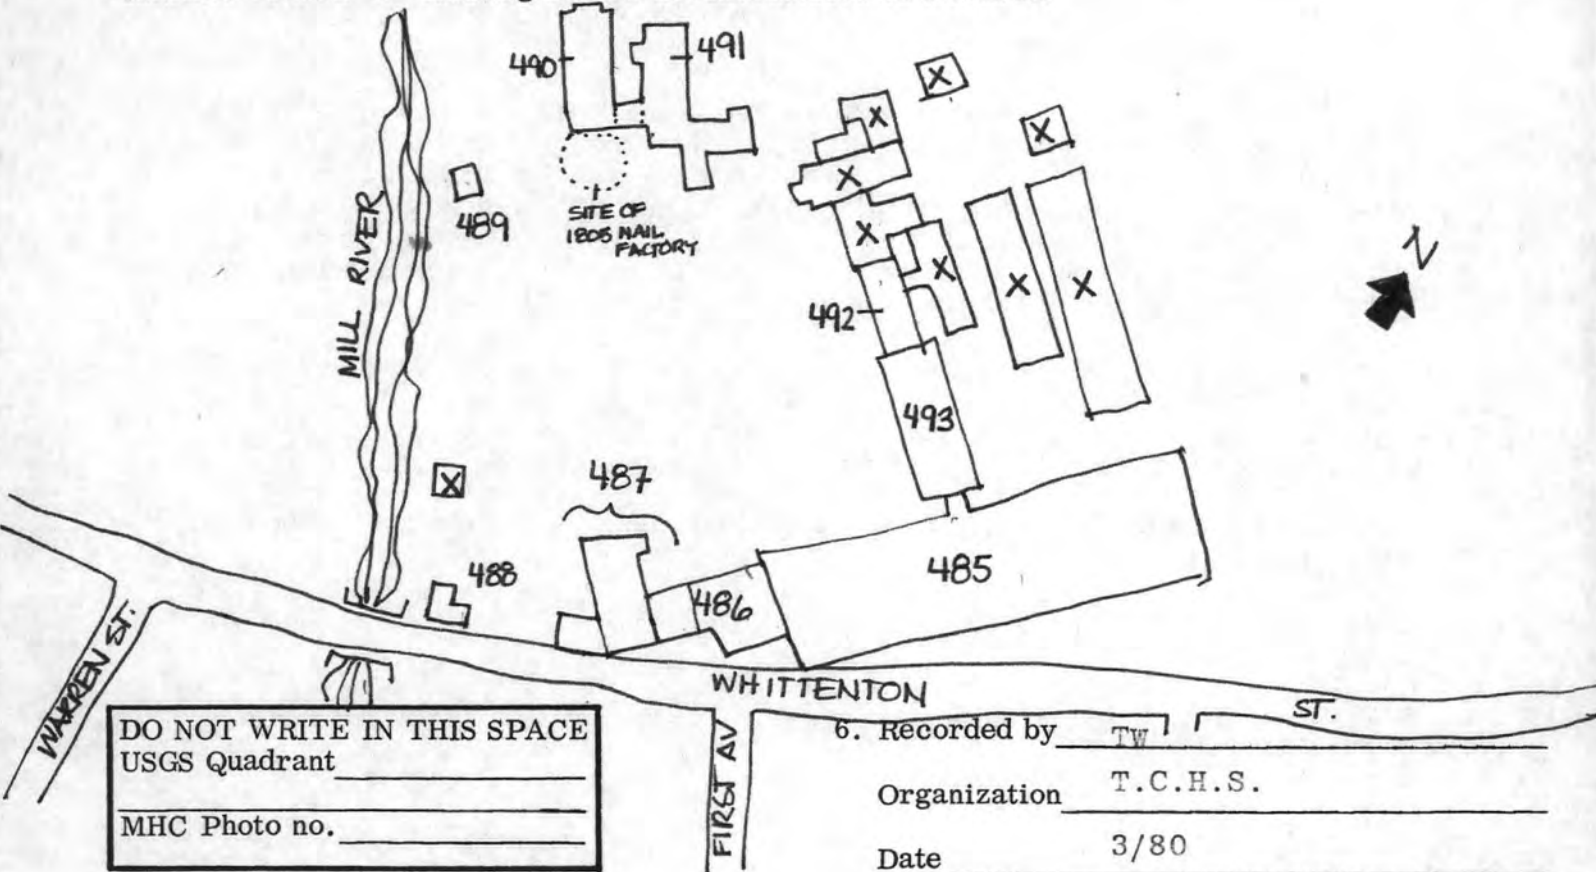 490
491
X
X
X
X
489
SITE OF
1805 NAIL
FACTORY
MILL RIVER
N
X
X
X
X
492
493
487
X
488
486
485
WARREN ST.
WHITTENTON ST.
FIRST AV
DO NOT WRITE IN THIS SPACE
USGS Quadrant
MHC Photo no.
6. Recorded by TW
Organization T.C.H.S.
Date 3/80